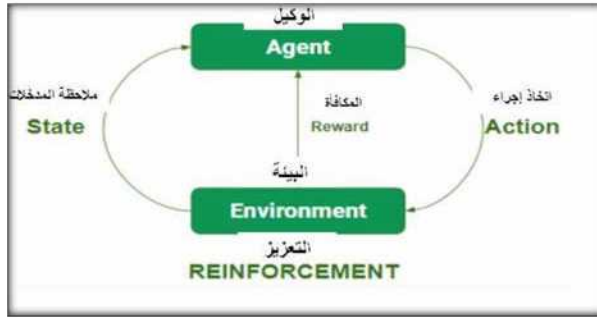 الوكيل
Agent
ملاحظة المدخلات
State
المكافأة
Reward
اتخاذ إجراء
Action
البيئة
Environment
التعزيز
REINFORCEMENT